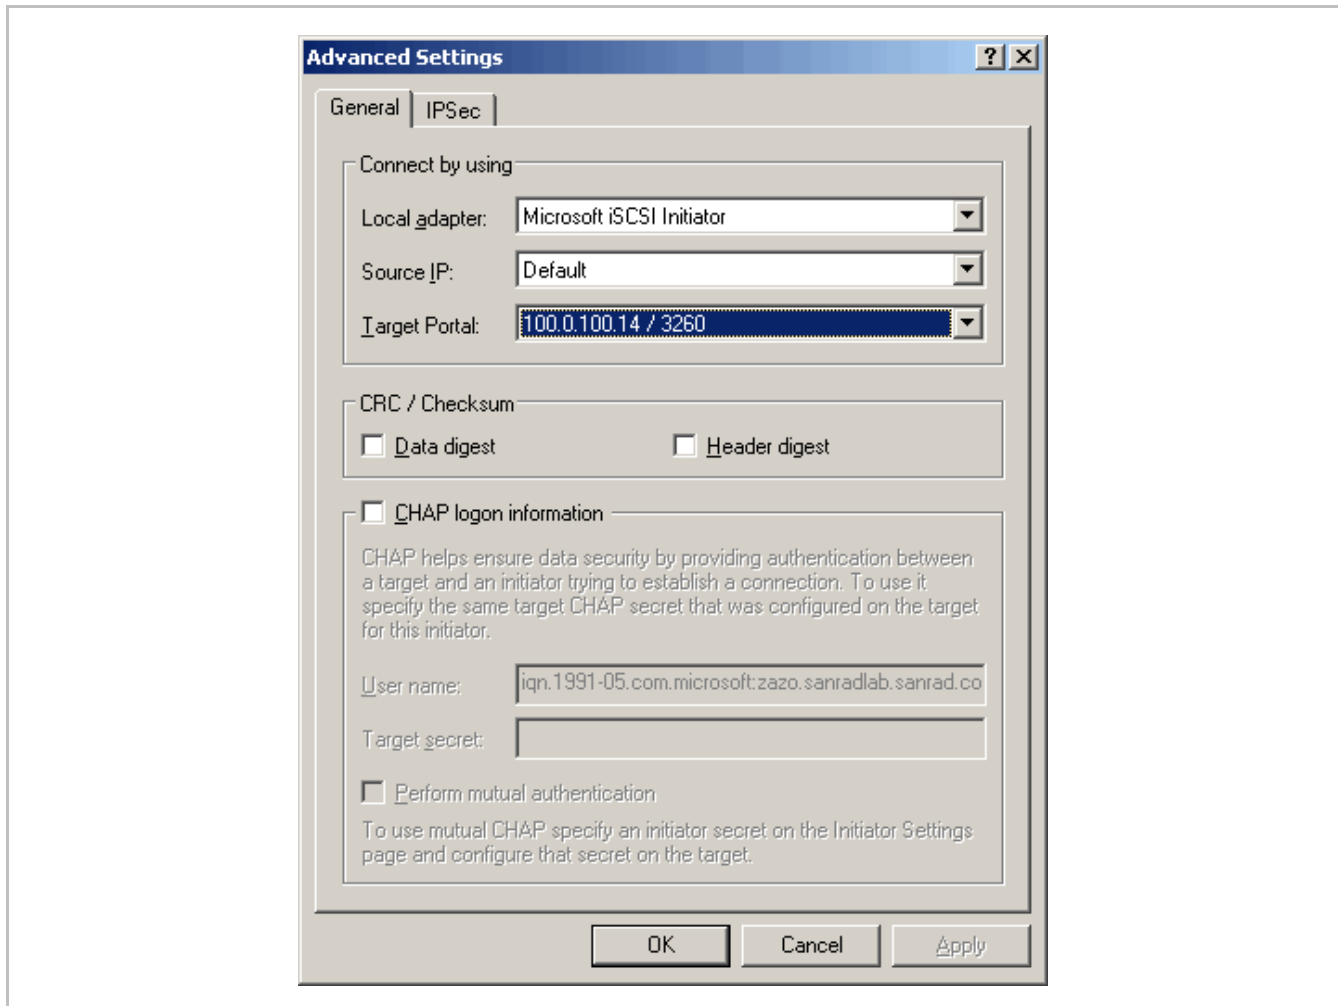 Advanced Settings
General
IPSec
Connect by using
Local adapter:
Microsoft iSCSI Initiator
Source IP:
Default
Target Portal:
100.0.100.14 / 3260
CRC / Checksum
Data digest
Header digest
CHAP logon information
CHAP helps ensure data security by providing authentication between
a target and an initiator trying to establish a connection. To use it
specify the same target CHAP secret that was configured on the target
for this initiator.
User name:
iqn.1991-05.com.microsoft:zazo.sanradlab.sanrad.co
Target secret:
Perform mutual authentication
To use mutual CHAP specify an initiator secret on the Initiator Settings
page and configure that secret on the target.
OK
Cancel
Apply